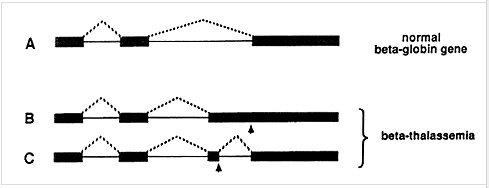 A
normal
beta-globin gene
B
beta-thalassemia
C